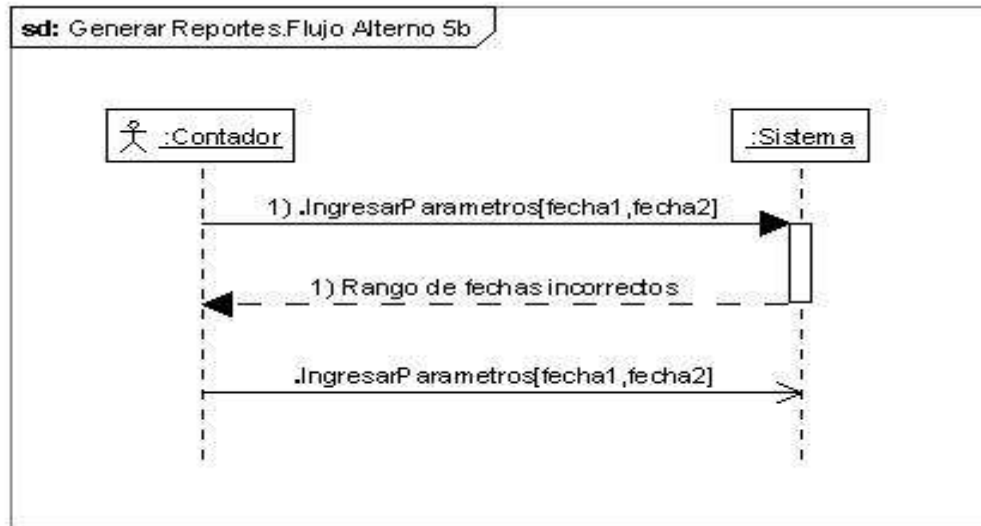 sd: Generar Reportes.Flujo Alterno 5b
:Contador
:Sistema
1) .IngresarParametros[fecha1,fecha2]
1) Rango de fechas incorrectos
.IngresarParametros[fecha1,fecha2]